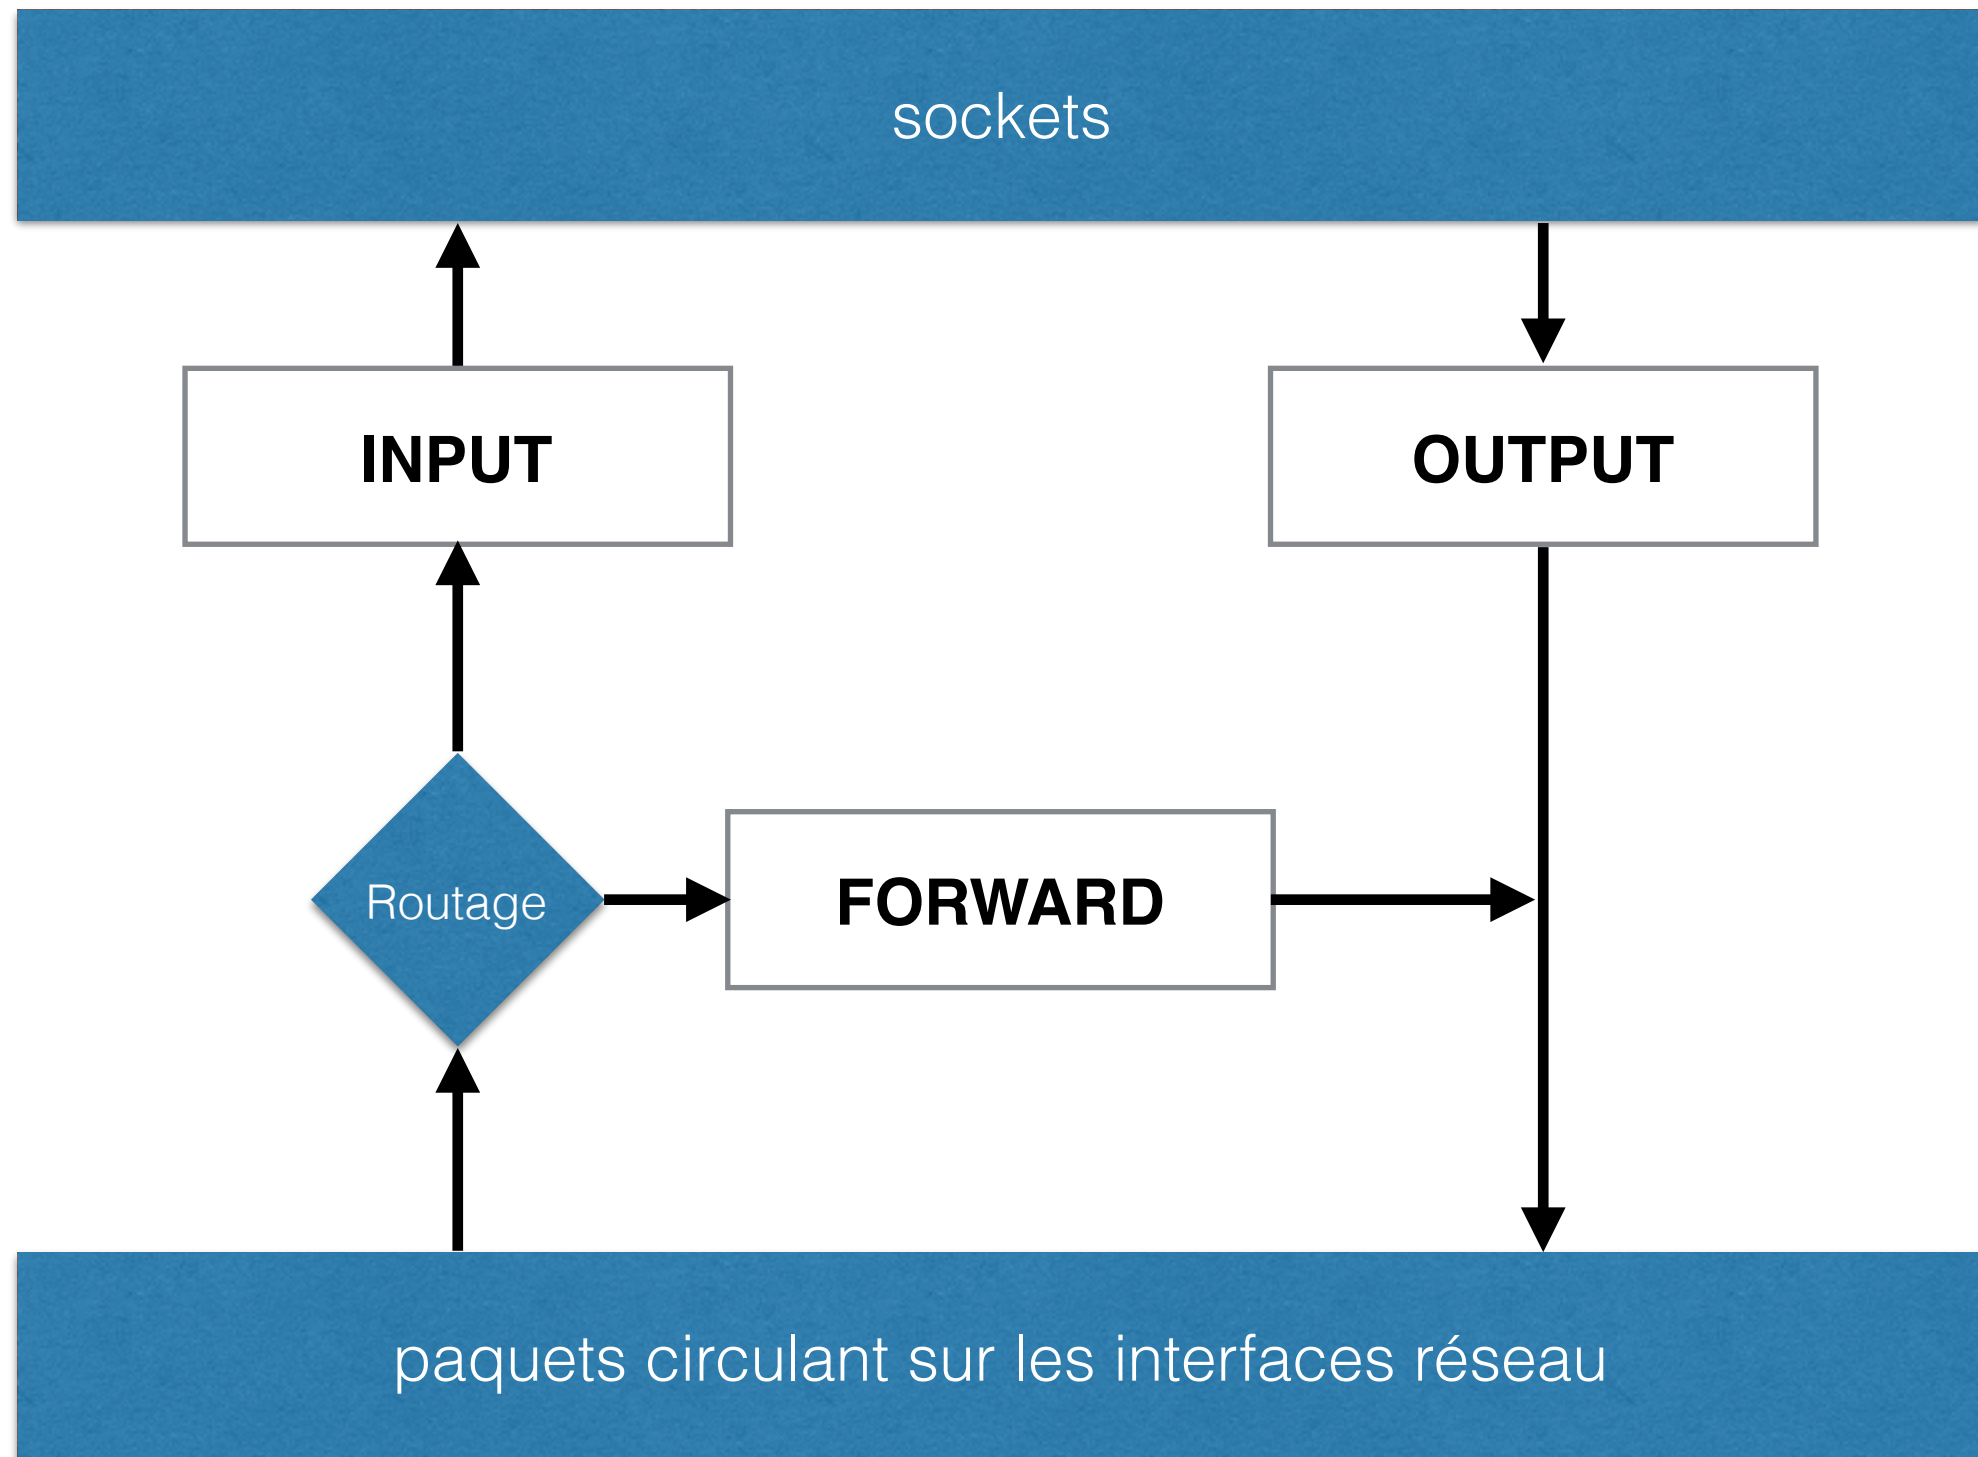 sockets
INPUT
OUTPUT
Routage
FORWARD
paquets circulant sur les interfaces réseau